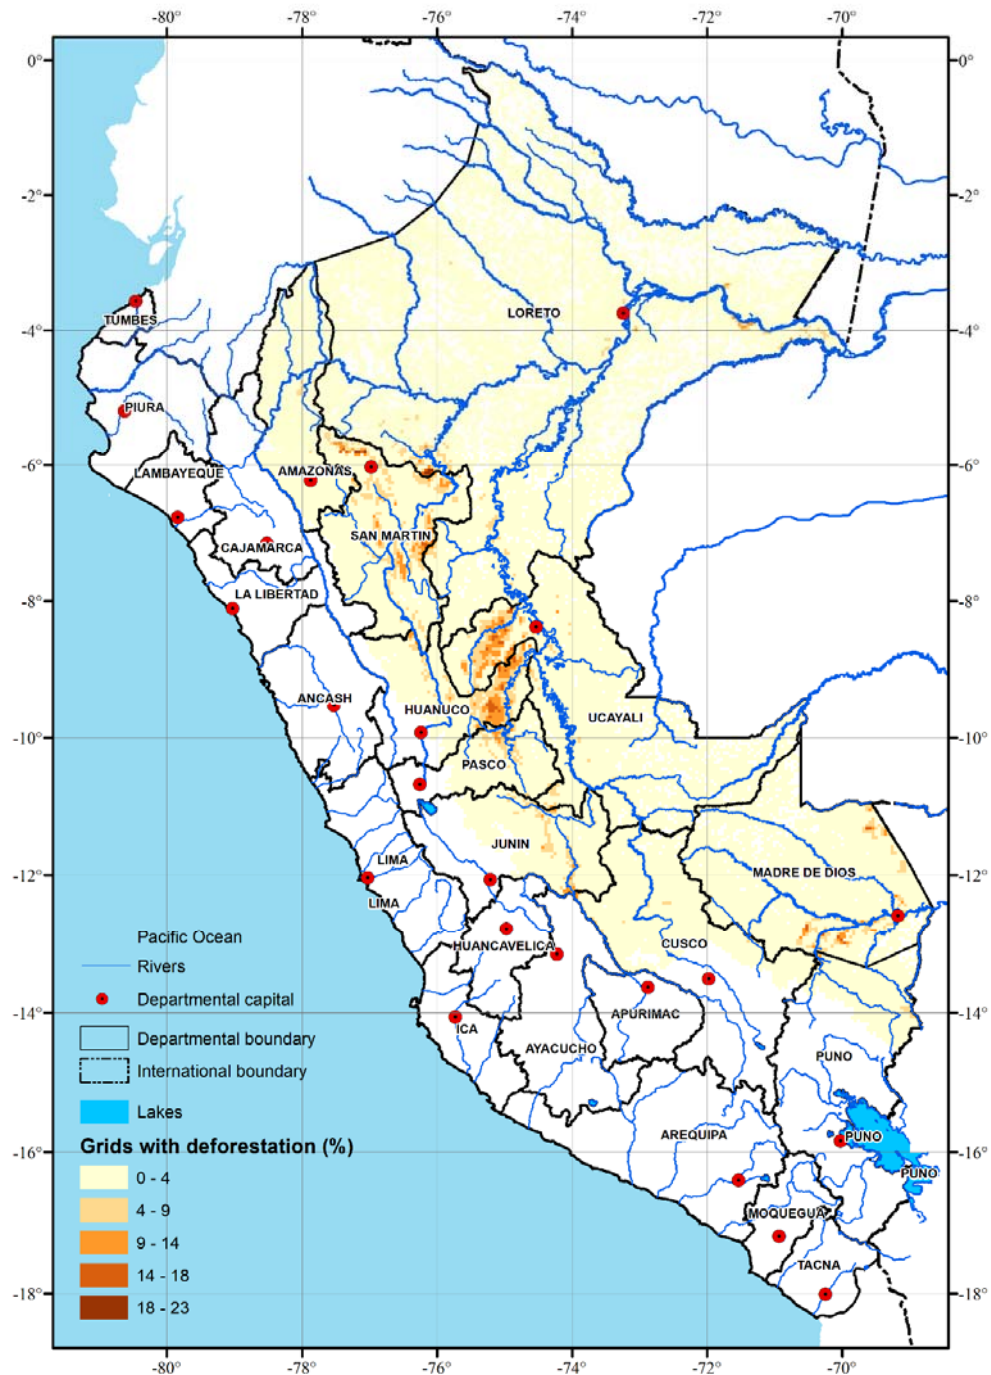 -80° -78° -76° -74° -72° -70°
0° 0°
-2° -2°
LORETO
TUMBES
-4° -4°
PIURA
-6° -6°
LAMBAYEQUE
AMAZONAS
SAN MARTIN
CAJAMARCA
LA LIBERTAD
-8° -8°
ANCASH
HUANUCO
UCAYALI
-10° -10°
PASCO
JUNIN
LIMA
MADRE DE DIOS
-12° -12°
LIMA
HUANCAVELICA
CUSCO
Pacific Ocean
Rivers
Departmental capital
-14° -14°
APURIMAC
ICA
Departmental boundary
AYACUCHO
PUNO
International boundary
Lakes
AREQUIPA
PUNO
Grids with deforestation (%)
-16° -16°
PUNO
0 - 4
4 - 9
MOQUEGUA
9 - 14
TACNA
14 - 18
-18° -18°
18 - 23
-80° -78° -76° -74° -72° -70°